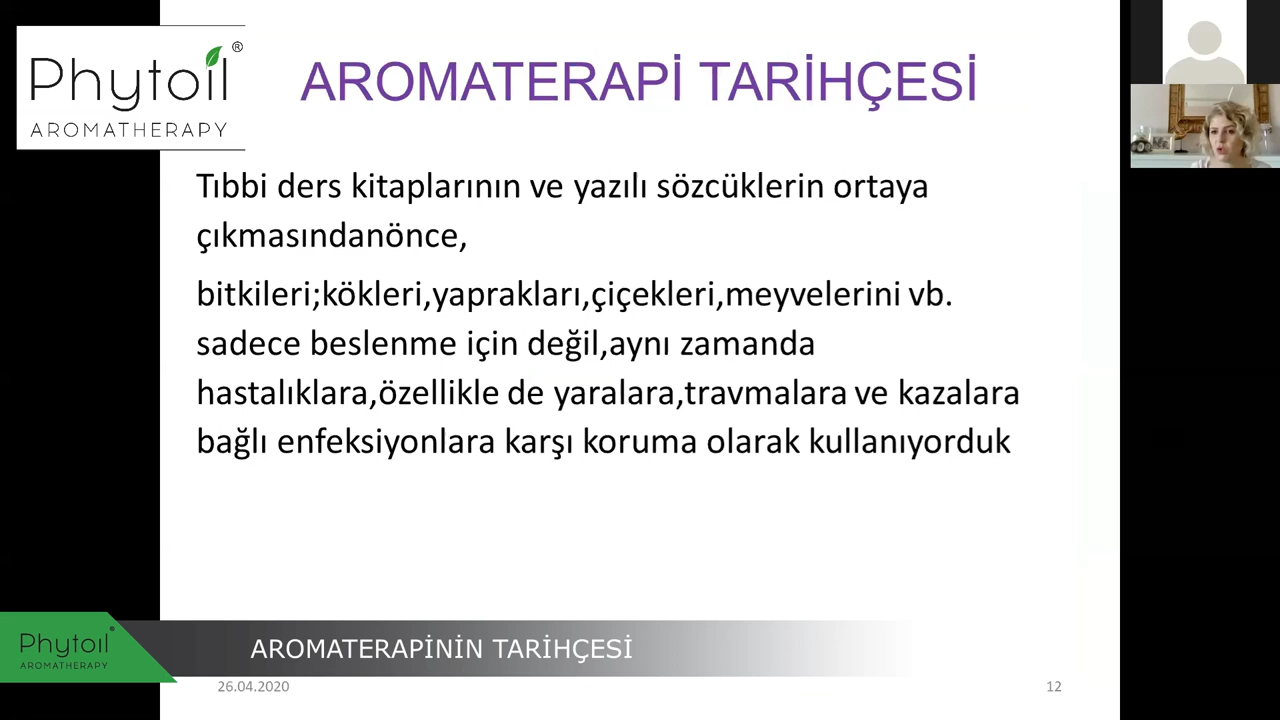 Phytoil®
AROMATHERAPY
AROMATERAPİ TARİHÇESİ
Tıbbi ders kitaplarının ve yazılı sözcüklerin ortaya
çıkmasındanönce,
bitkileri;kökleri,yaprakları,çiçekleri,meyvelerini vb.
sadece beslenme için değil,aynı zamanda
hastalıklara,özellikle de yaralara,travmalara ve kazalara
bağlı enfeksiyonlara karşı koruma olarak kullanıyorduk
Phytoil®
AROMATHERAPY
AROMATERAPİNİN TARİHÇESİ
26.04.2020
12